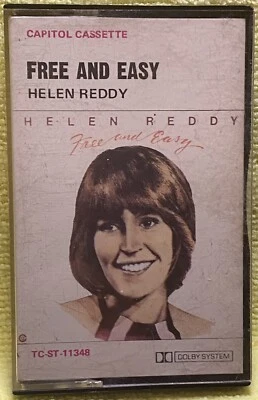 CAPITOL CASSETTE
FREE AND EASY
HELEN REDDY
HELEN REDDY
Free and Easy
TC-ST-11348
DOLBY SYSTEM